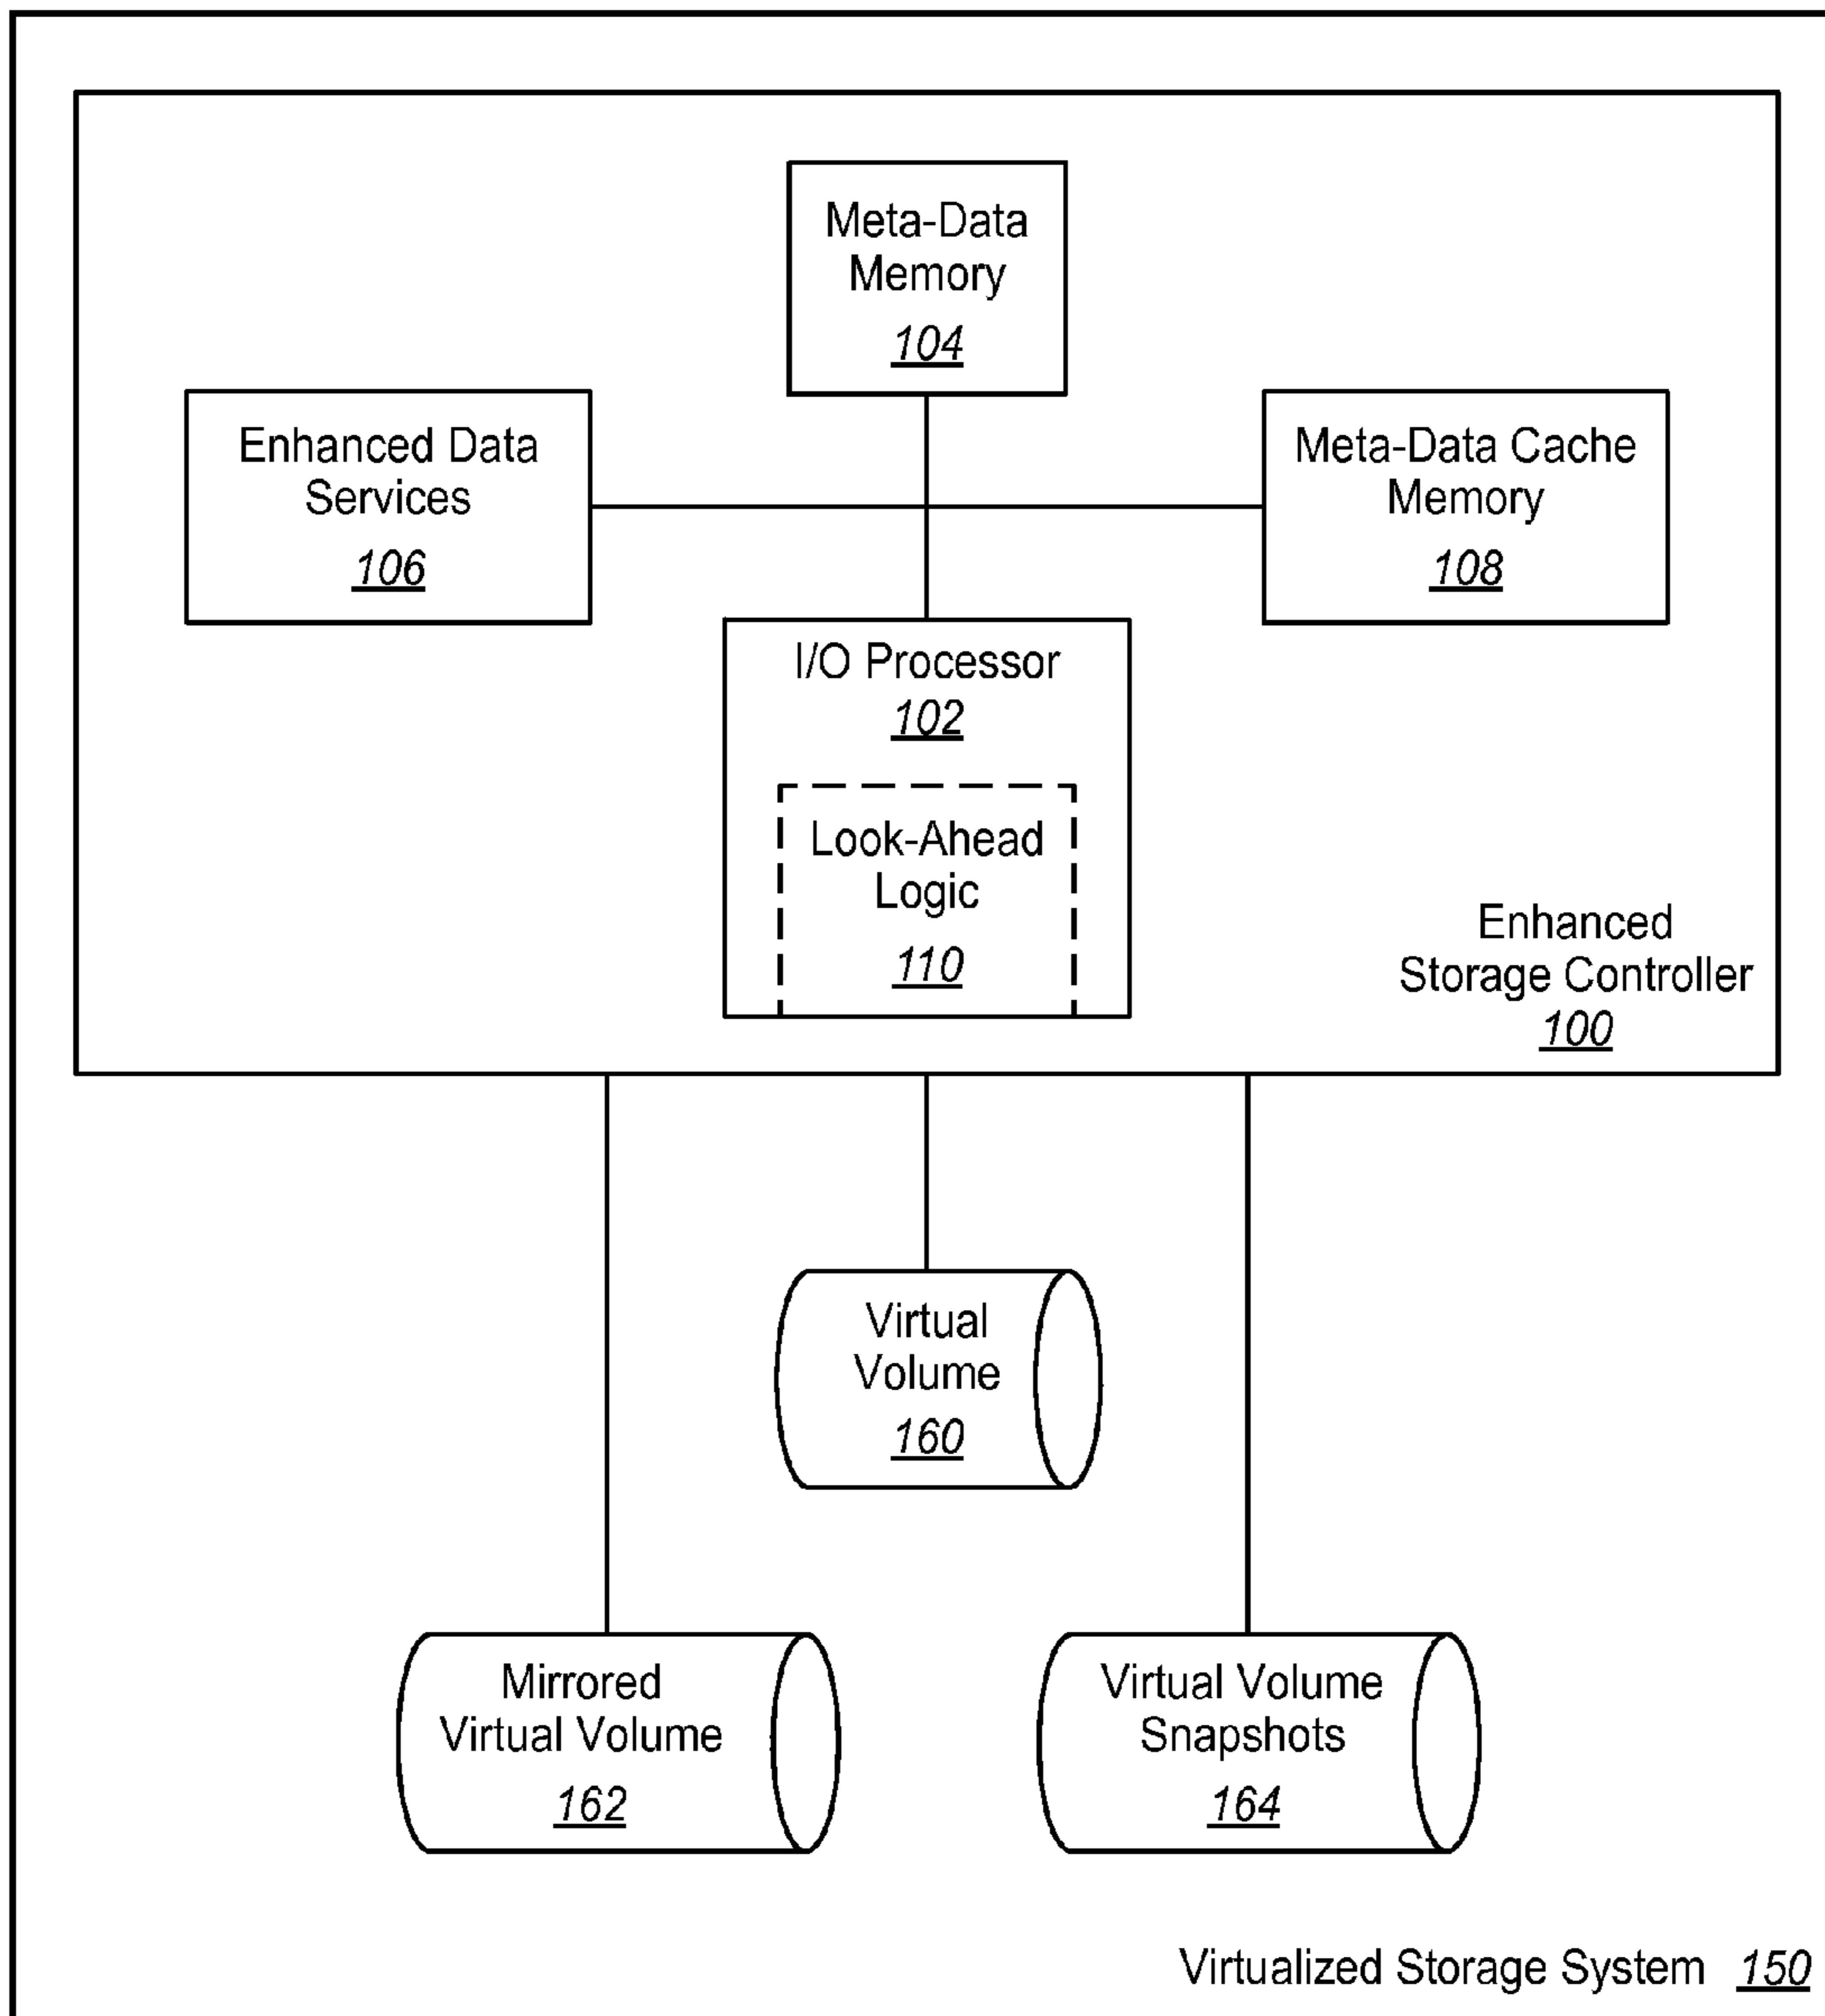 Meta-Data
Memory
104
Enhanced Data
Services
106
Meta-Data Cache
Memory
108
I/O Processor
102
Look-Ahead
Logic
110
Enhanced
Storage Controller
100
Virtual
Volume
160
Mirrored
Virtual Volume
162
Virtual Volume
Snapshots
164
Virtualized Storage System 150